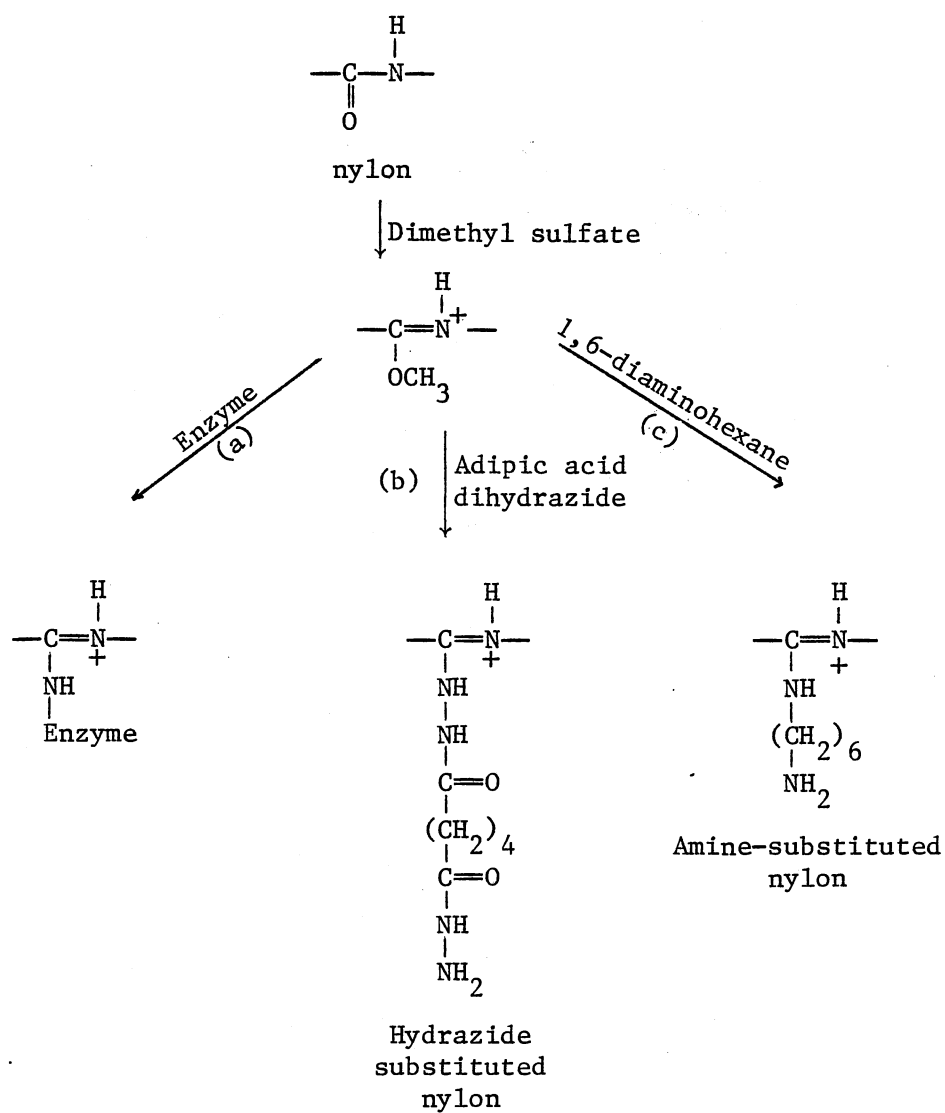 H
—C—N—
O
nylon
Dimethyl sulfate
H
—C=N+—
OCH3
Enzyme
(a)
(b)
Adipic acid
dihydrazide
1,6-diaminohexane
(c)
H
—C=N—
+
NH
Enzyme
H
—C=N—
+
NH
NH
C=O
(CH2)4
C=O
NH
NH2
Hydrazide
substituted
nylon
H
—C=N—
+
NH
(CH2)6
NH2
Amine-substituted
nylon